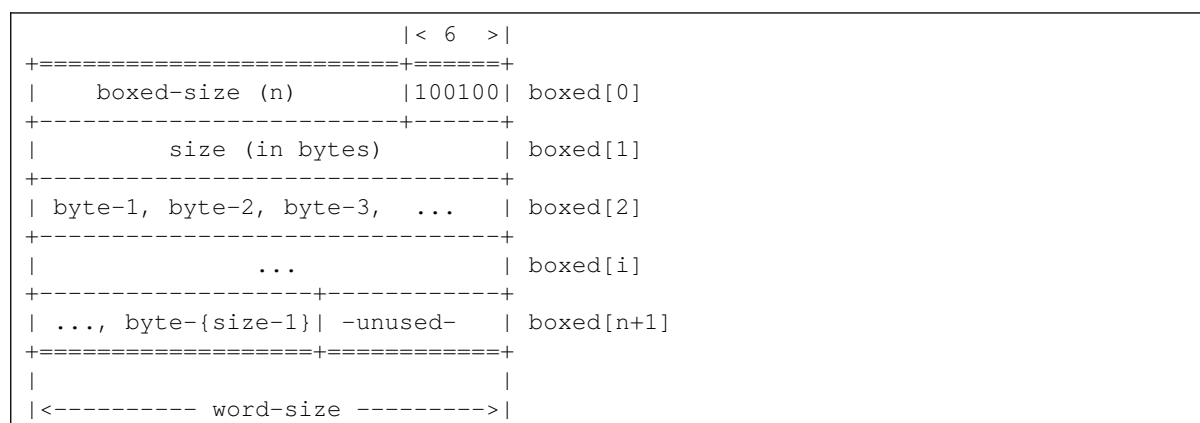 |< 6  >|
+=========================+======+
|    boxed-size (n)       |100100| boxed[0]
+-------------------------+------+
|         size (in bytes)        | boxed[1]
+--------------------------------+
| byte-1, byte-2, byte-3,  ...   | boxed[2]
+--------------------------------+
|               ...              | boxed[i]
+-------------------+------------+
| ..., byte-{size-1}| -unused-   | boxed[n+1]
+===================+============+
|                                |
|<---------- word-size --------->|